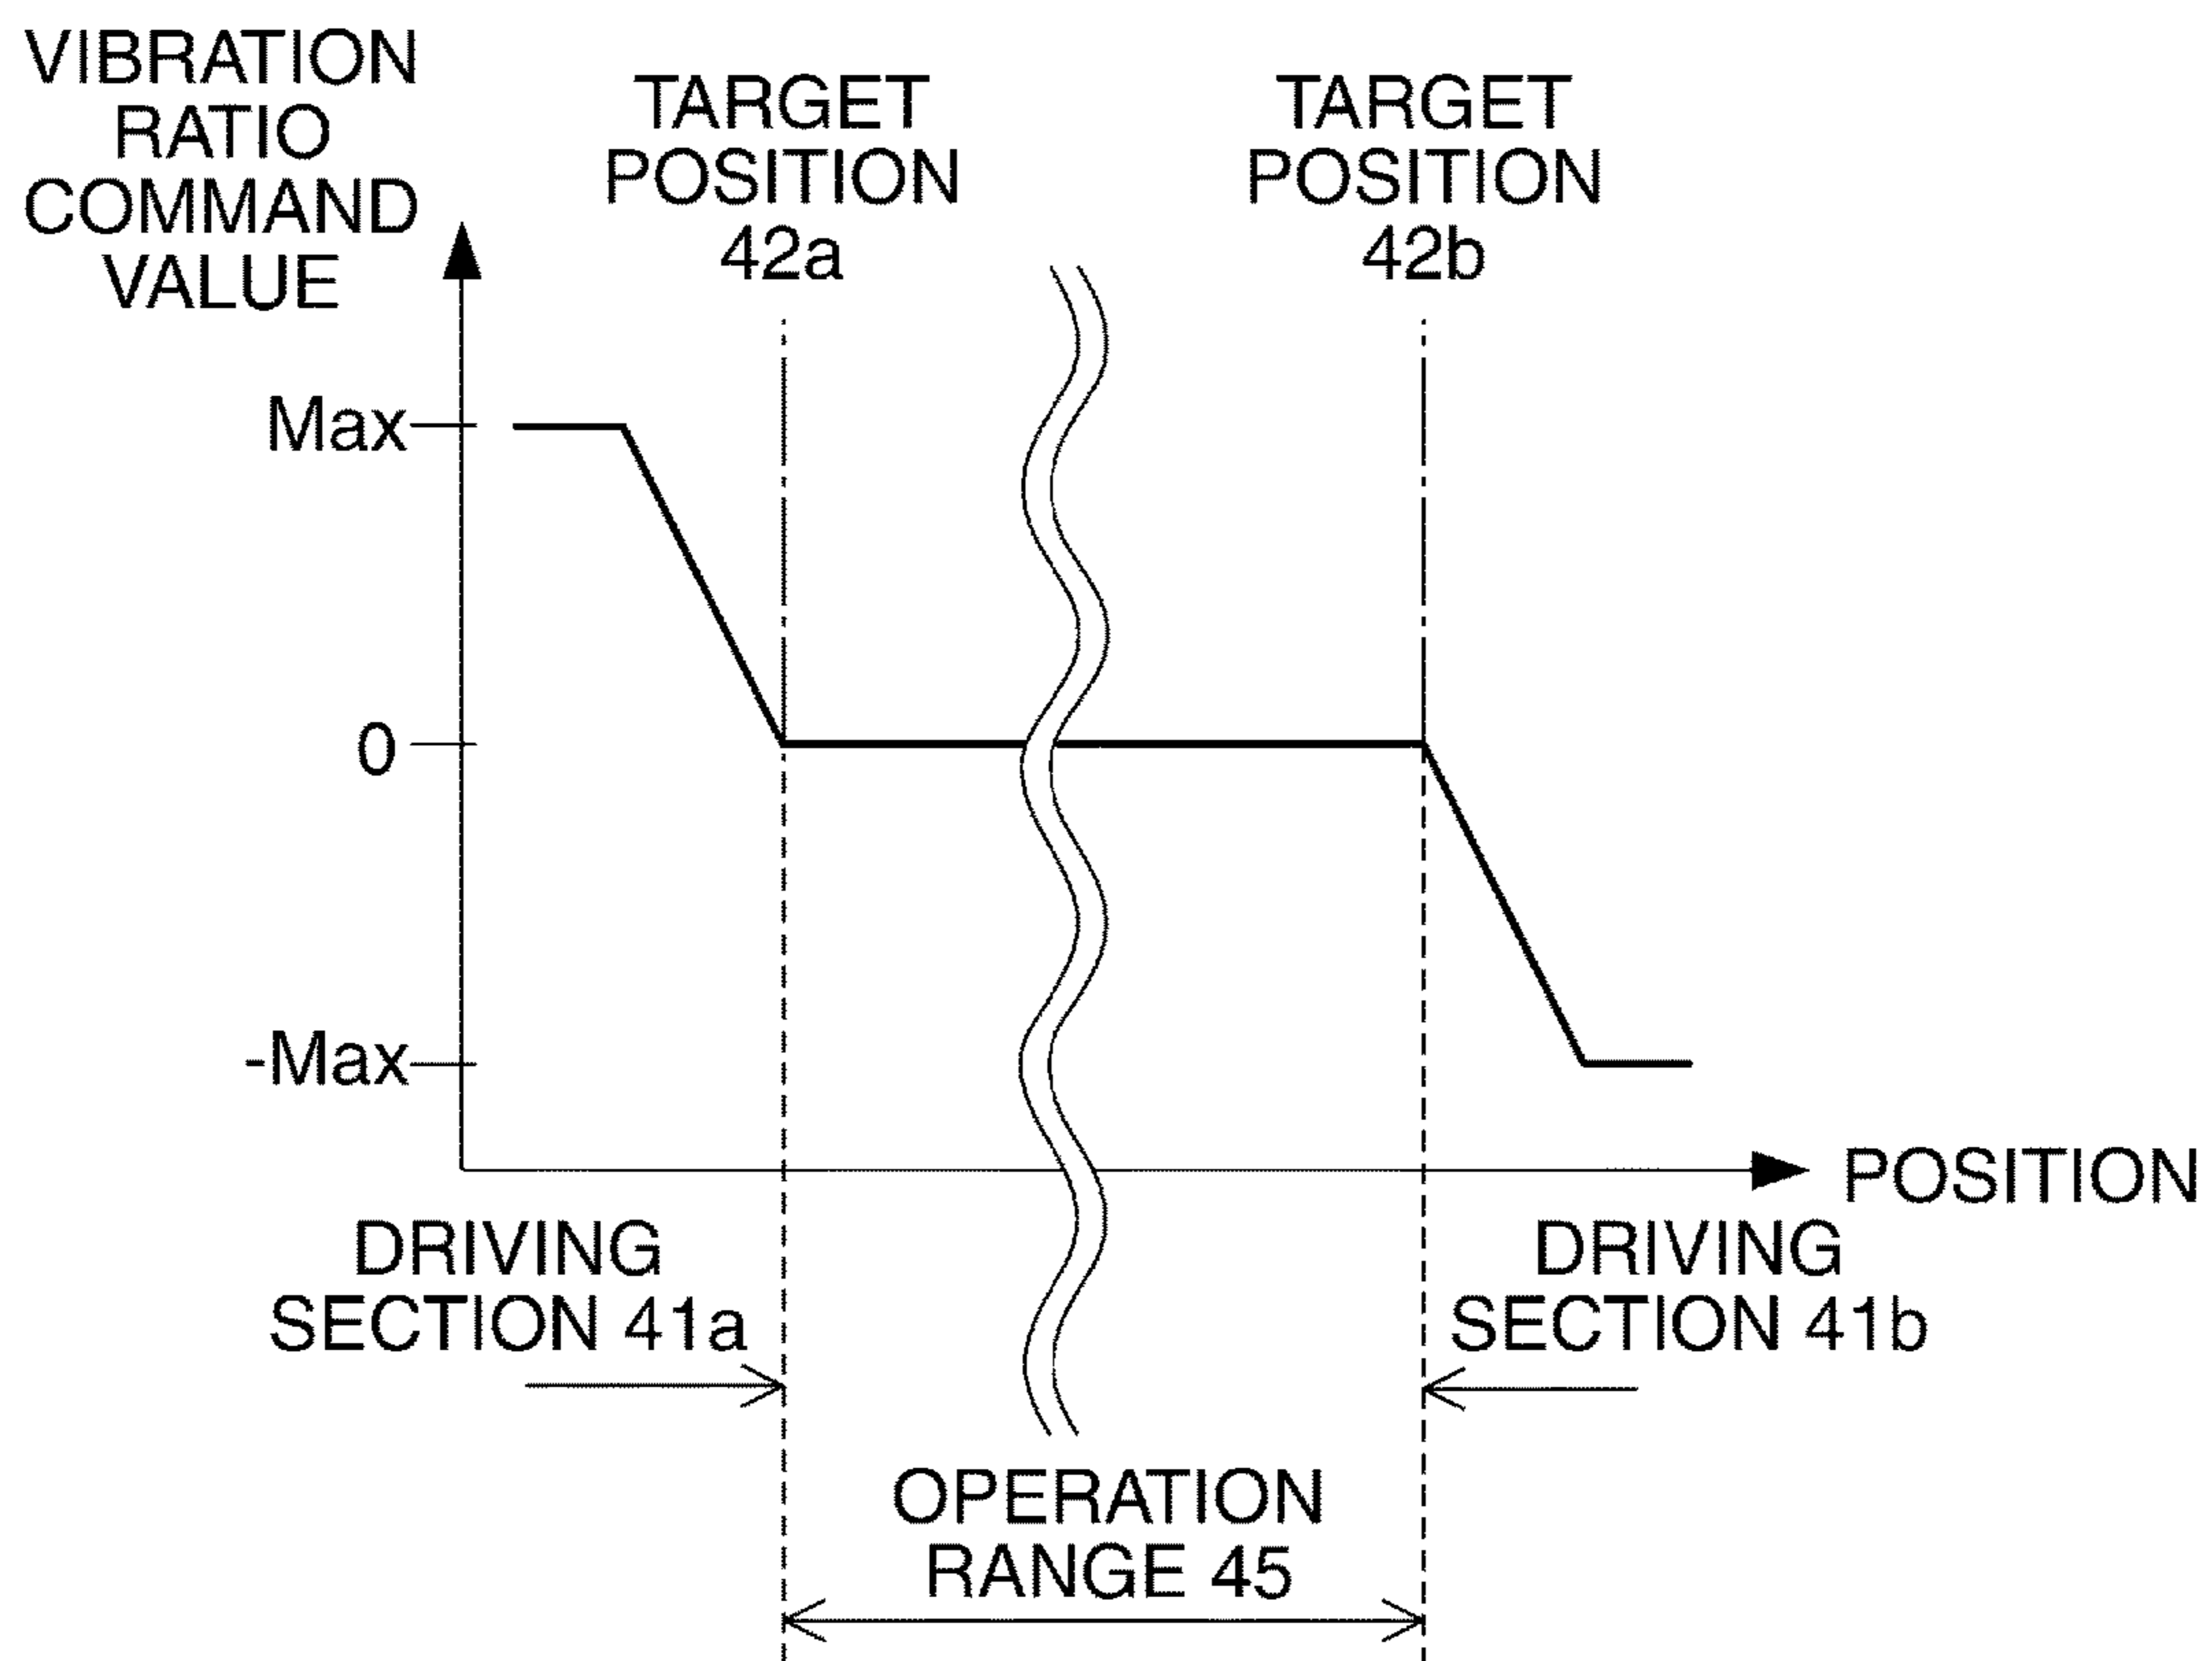 VIBRATION
RATIO
COMMAND
VALUE
TARGET
POSITION
42a
TARGET
POSITION
42b
Max
0
-Max
POSITION
DRIVING
SECTION 41a
DRIVING
SECTION 41b
OPERATION
RANGE 45